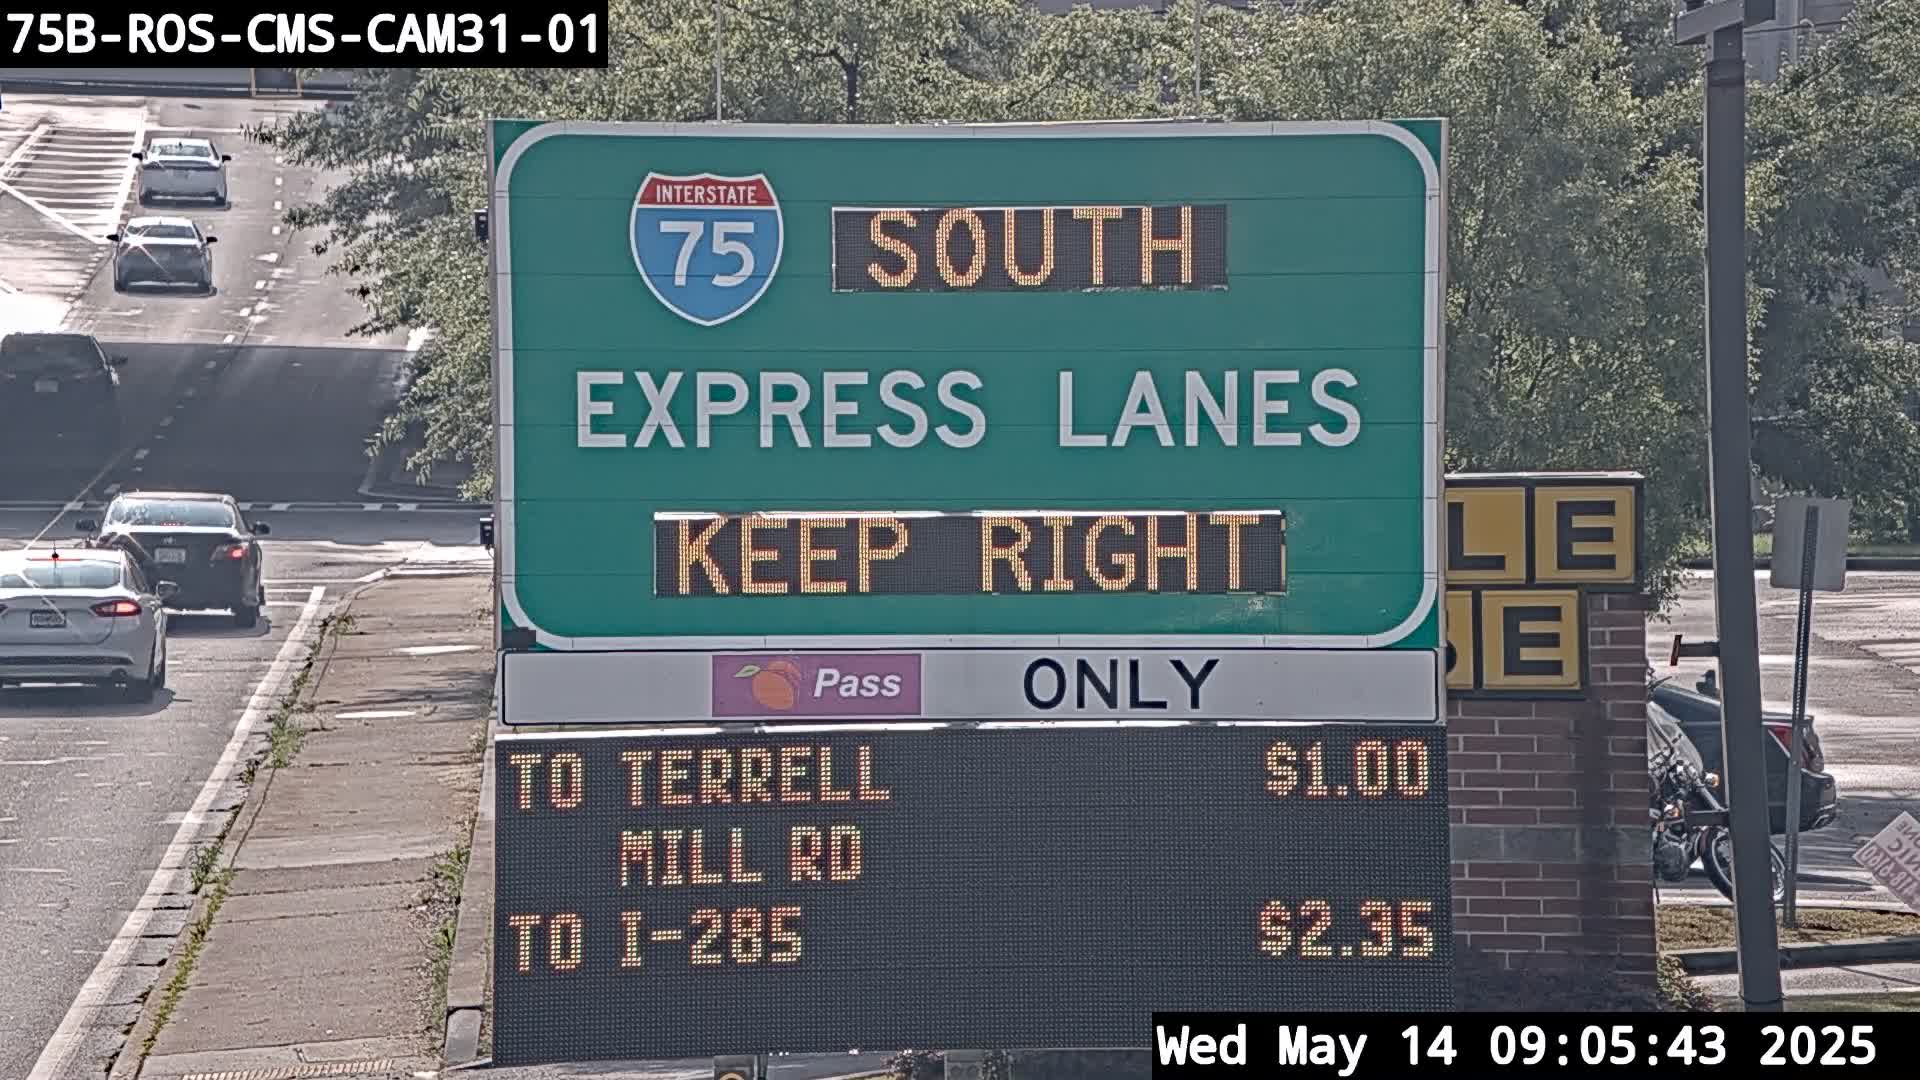 75B-ROS-CMS-CAM31-01
INTERSTATE
75
SOUTH
EXPRESS LANES
KEEP RIGHT
LE
E
Pass ONLY
TO TERRELL $1.00
MILL RD
TO I-285 $2.35
Wed May 14 09:05:43 2025